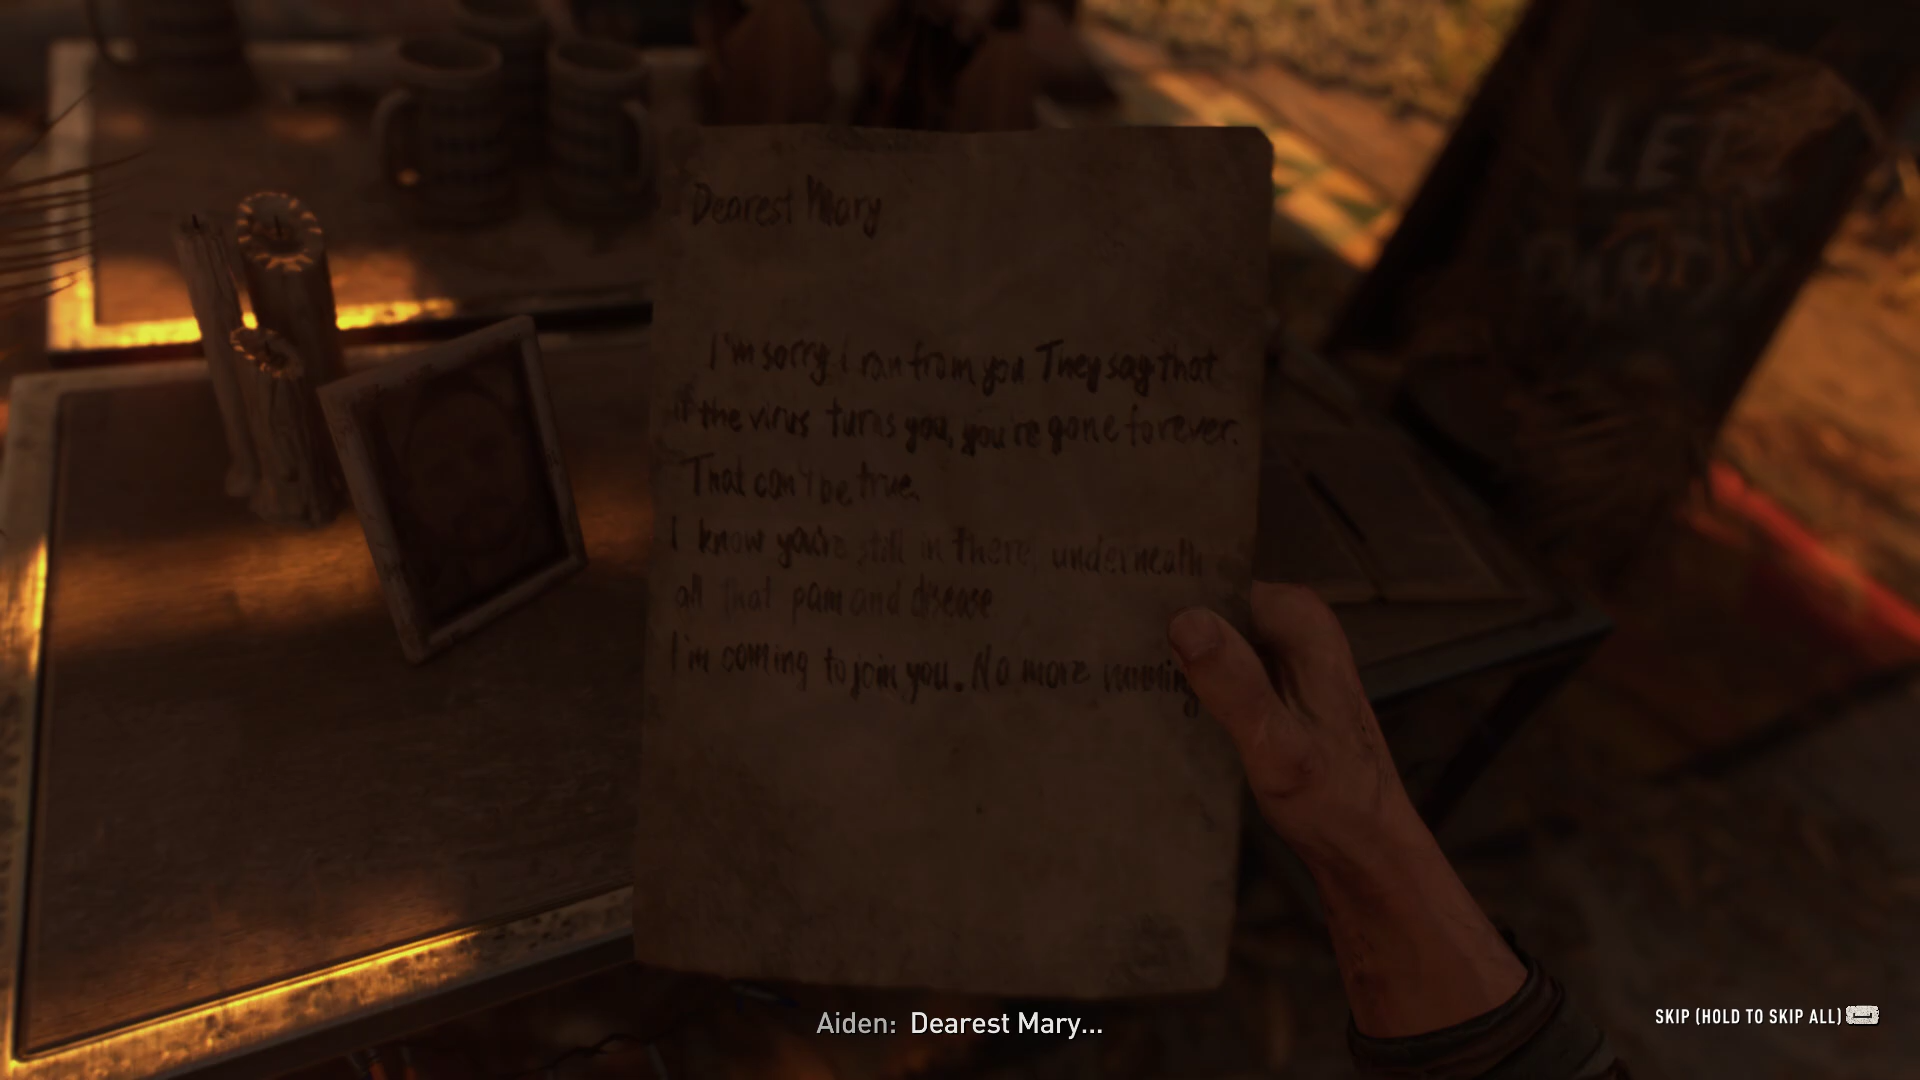 Dearest Mary
I'm sorry I ran from you They say that
if the virus turns you, you're gone forever.
That can't be true.
I know you're still in there, underneath
all that pain and disease
I'm coming to join you. No more running
LET
Aiden: Dearest Mary...
SKIP (HOLD TO SKIP ALL)